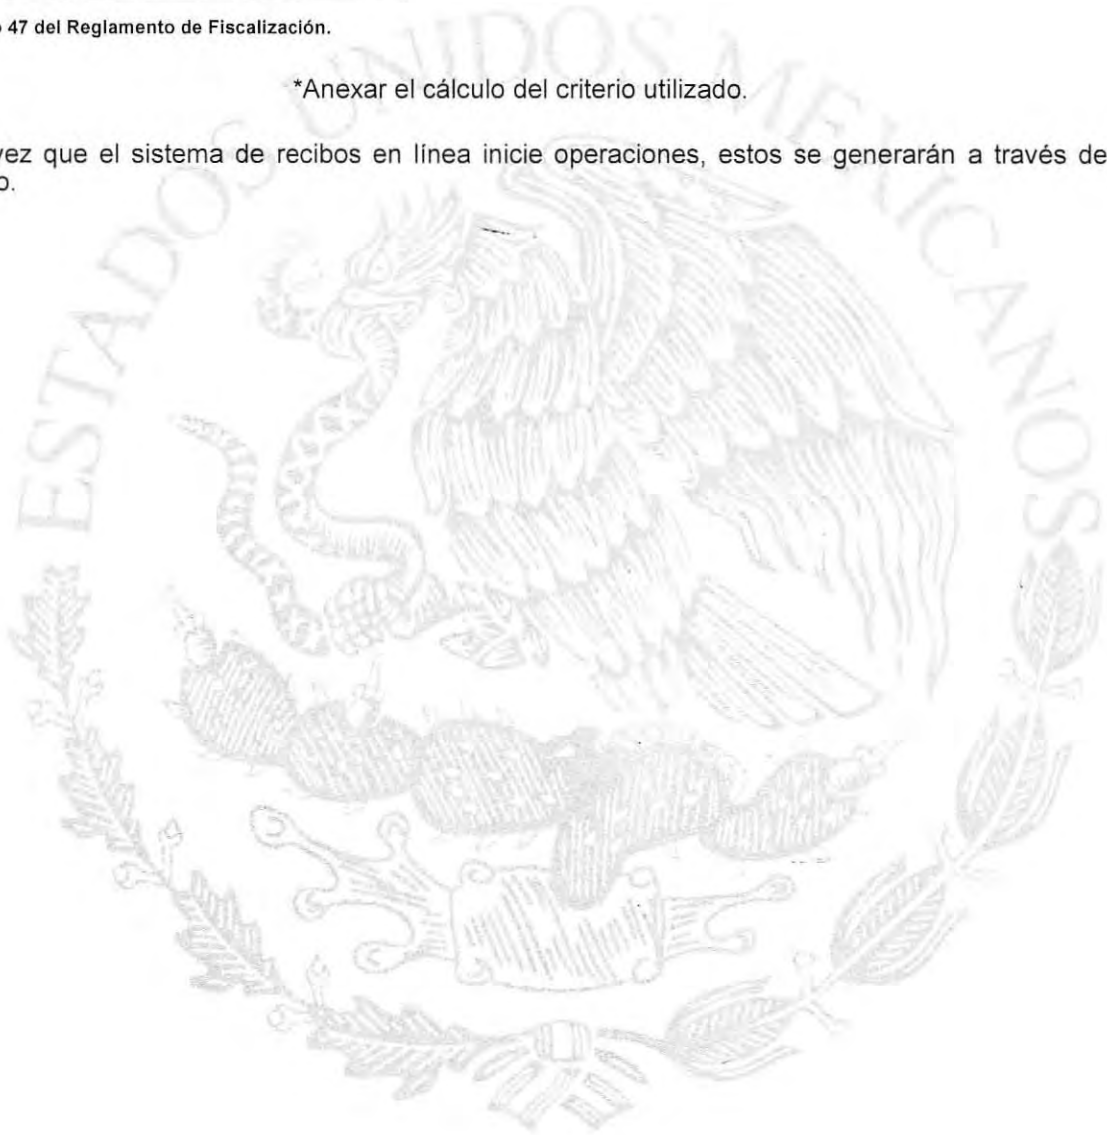 47 del Reglamento de Fiscalización.
*Anexar el cálculo del criterio utilizado.
vez que el sistema de recibos en línea inicie operaciones, estos se generarán a través de
o.
ESTADOS UNIDOS MEXICANOS